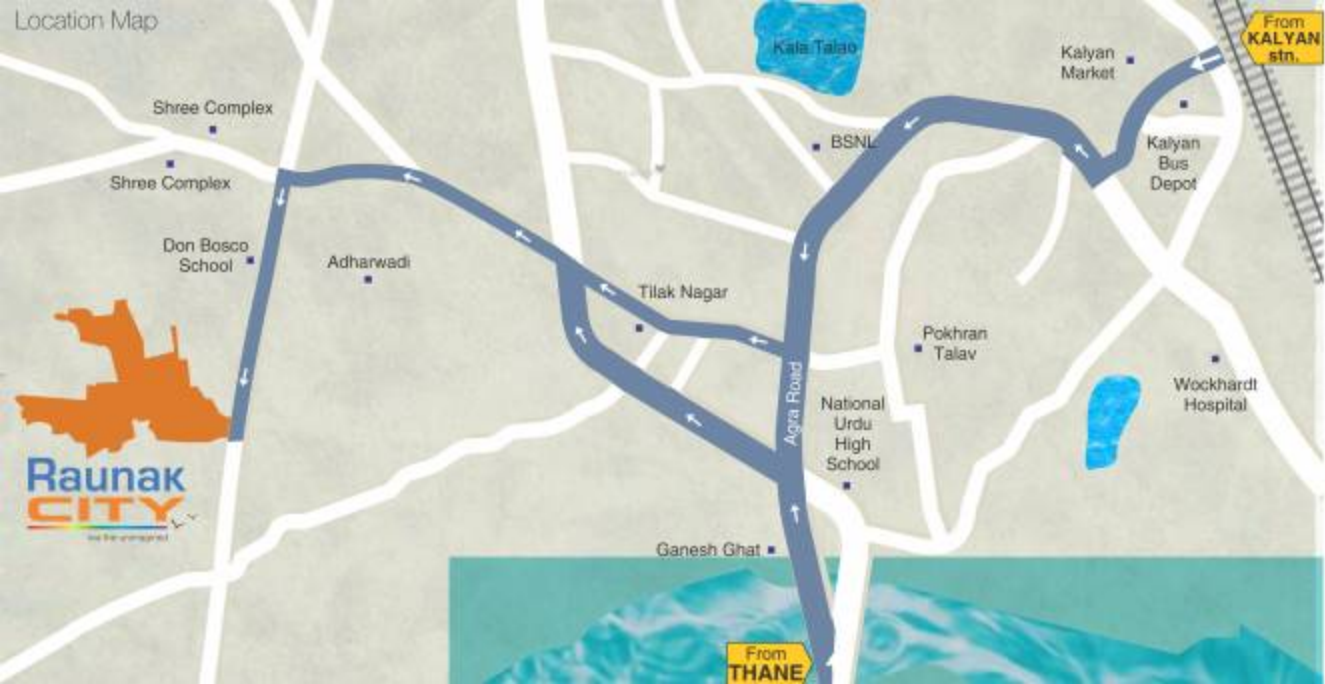 Location Map
From
KALYAN
stn.
Kala Talao
Kalyan
Market
Shree Complex
BSNL
Kalyan
Bus
Depot
Shree Complex
Don Bosco
School
Adharwadi
Tilak Nagar
Pokhran
Talav
Agra Road
Wockhardt
Hospital
National
Urdu
High
School
Raunak
CITY
Ganesh Ghat
From
THANE